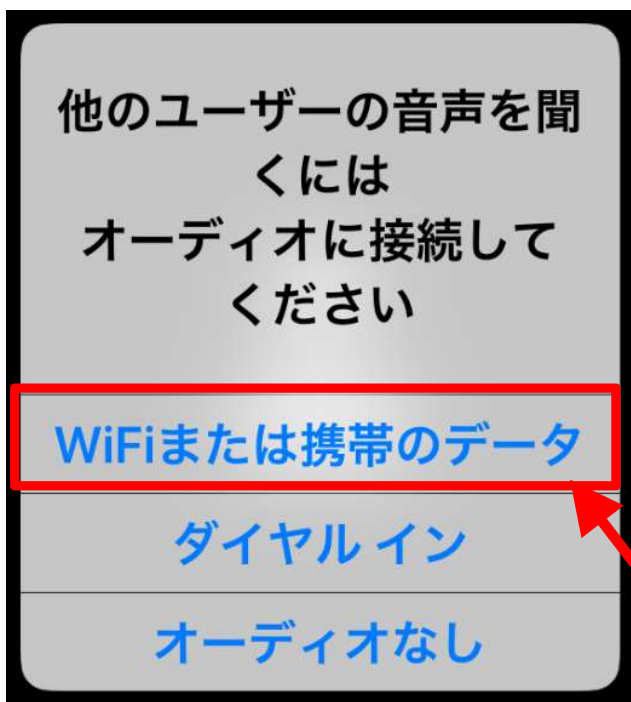 他のユーザーの音声を聞
くには
オーディオに接続して
ください
WiFiまたは携帯のデータ
ダイヤル イン
オーディオなし